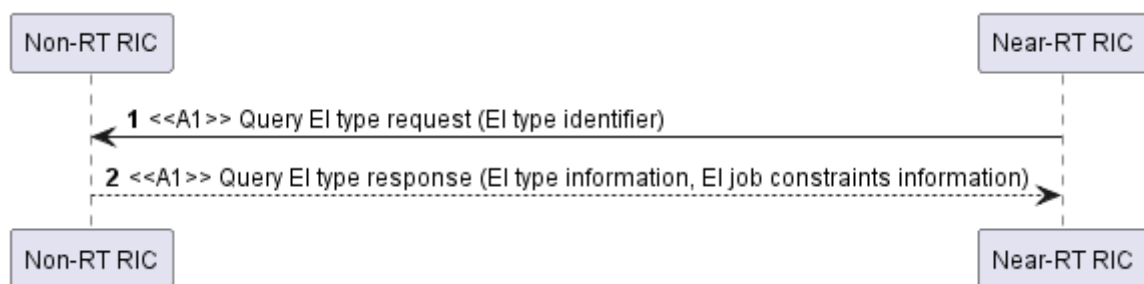 Non-RT RIC
Near-RT RIC
1 <<A1>> Query EI type request (EI type identifier)
2 <<A1>> Query EI type response (EI type information, EI job constraints information)
Non-RT RIC
Near-RT RIC